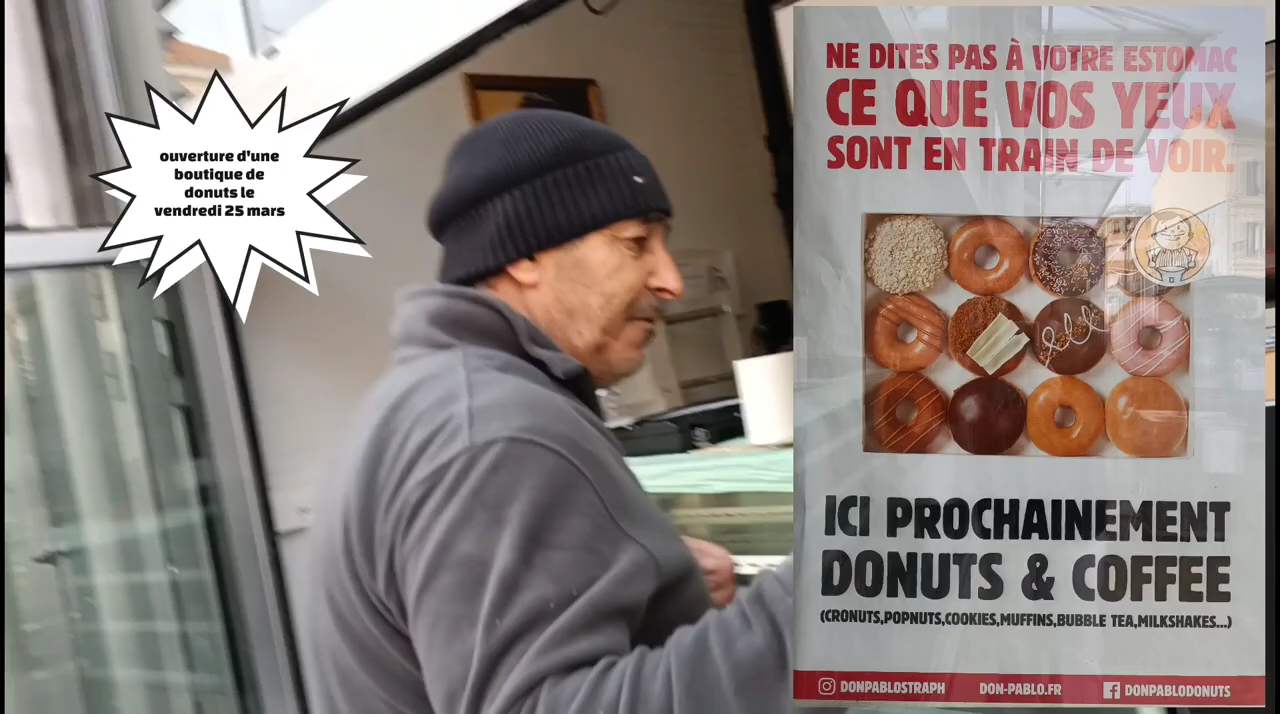 ouverture d'une
boutique de
donuts le
vendredi 25 mars
NE DITES PAS À VOTRE ESTOMAC
CE QUE VOS YEUX
SONT EN TRAIN DE VOIR.
ICI PROCHAINEMENT
DONUTS & COFFEE
(CRONUTS,POPNUTS,COOKIES,MUFFINS,BUBBLE TEA,MILKSHAKES...)
DONPABLOSTRAPH DON-PABLO.FR DONPABLODONUTS